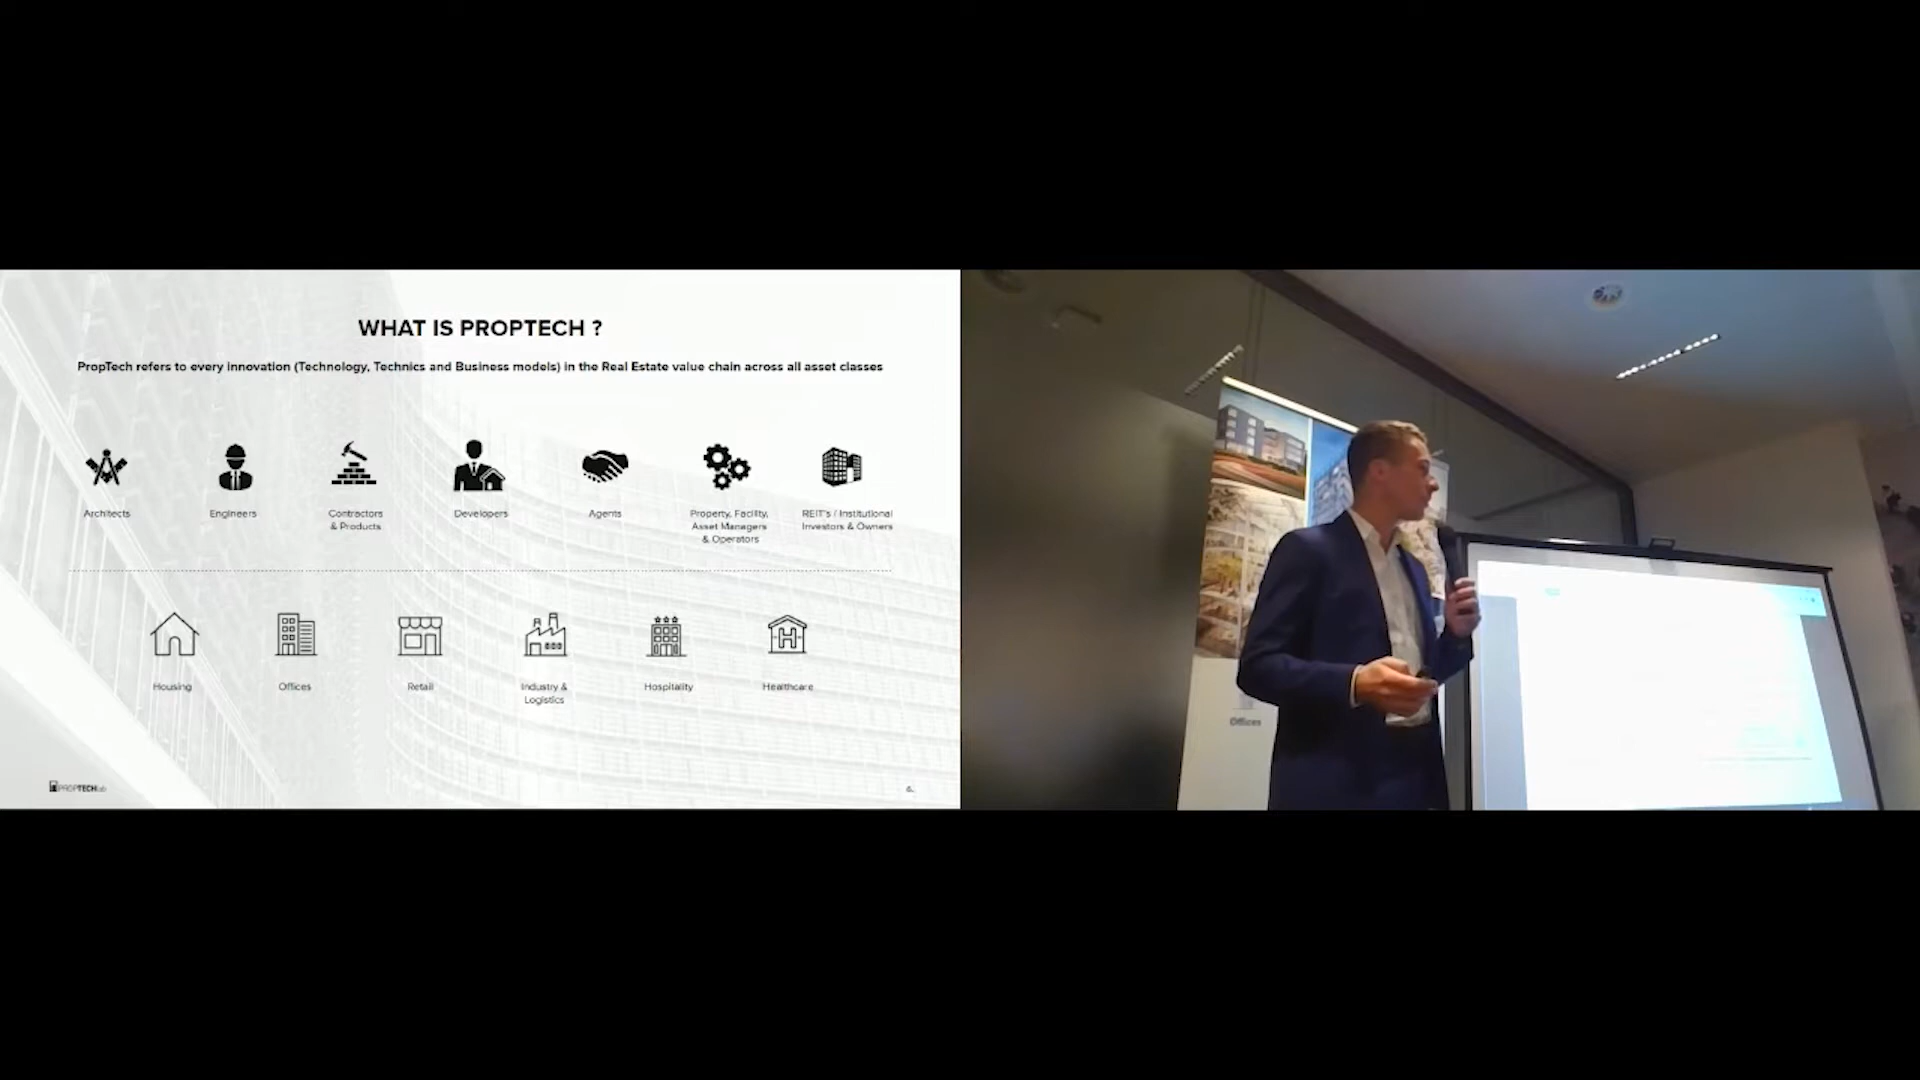 WHAT IS PROPTECH ?
PropTech refers to every innovation (Technology, Technics and Business models) in the Real Estate value chain across all asset classes
Architects
Engineers
Contractors
& Products
Developers
Agents
Property, Facility,
Asset Managers
& Operators
REIT's / Institutional
Investors & Owners
Housing
Offices
Retail
Industry &
Logistics
Hospitality
Healthcare
PROPTECHlab
6.
Offices